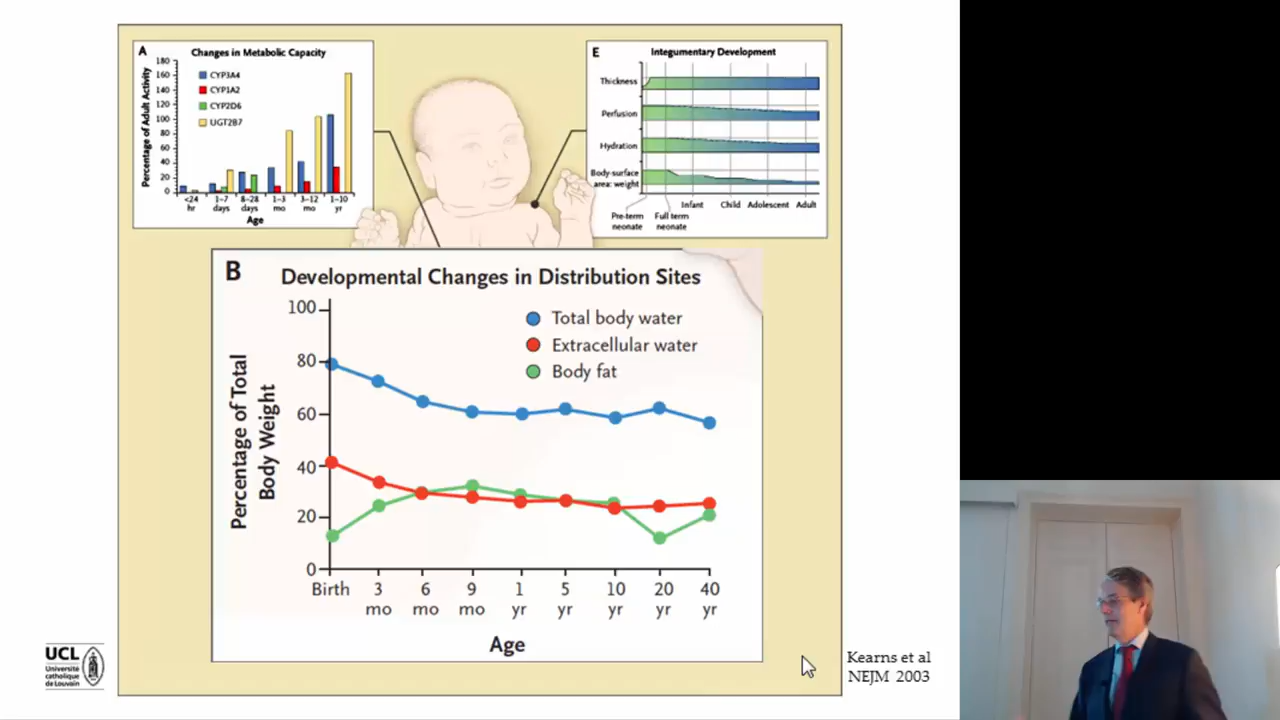 A
Changes in Metabolic Capacity
Percentage of Adult Activity
180
160
140
120
100
80
60
40
20
0
CYP3A4
CYP1A2
CYP2D6
UGT2B7
<24 hr
1–7 days
8–28 days
1–3 mo
3–12 mo
1–10 yr
Age
E
Integumentary Development
Thickness
Perfusion
Hydration
Body-surface
area: weight
Infant Child Adolescent Adult
Pre-term
neonate
Full term
neonate
B
Developmental Changes in Distribution Sites
Percentage of Total
Body Weight
100
80
60
40
20
0
Total body water
Extracellular water
Body fat
Birth 3 6 9 1 5 10 20 40
mo mo mo yr yr yr yr yr
Age
UCL
Université
catholique
de Louvain
Kearns et al
NEJM 2003